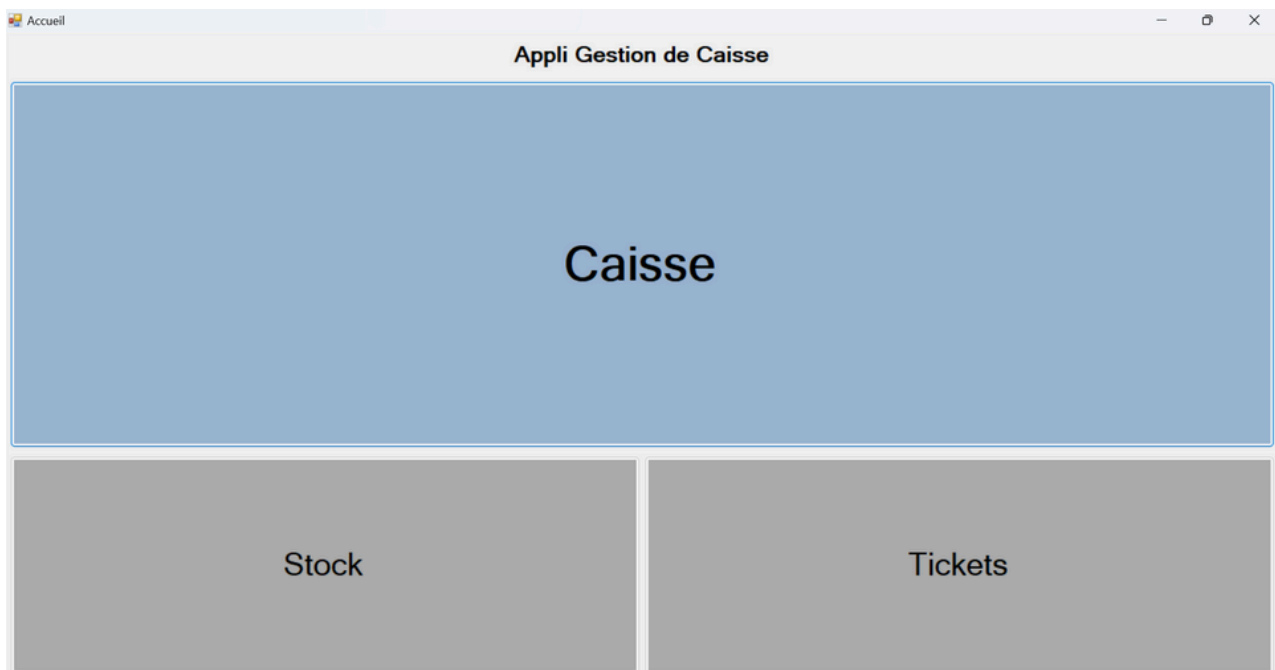 Accueil
Appli Gestion de Caisse
Caisse
Stock
Tickets